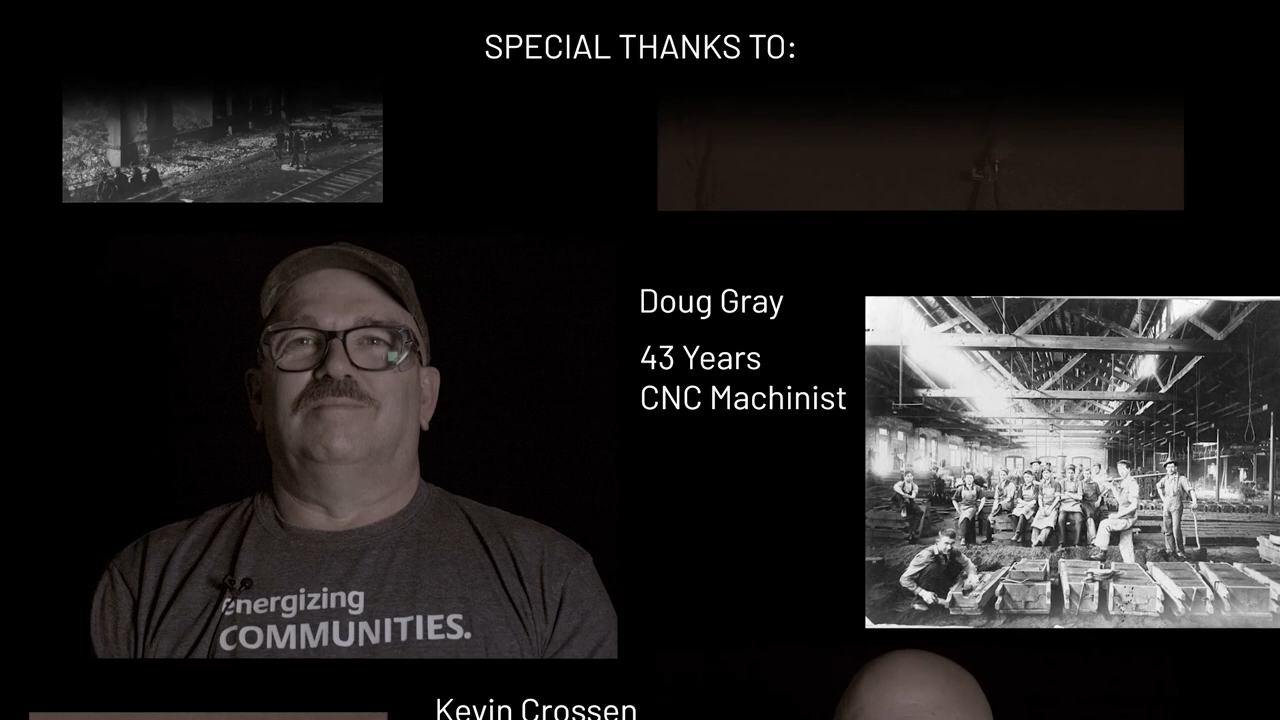 SPECIAL THANKS TO:
Doug Gray
43 Years
CNC Machinist
energizing
COMMUNITIES.
Kevin Crossen